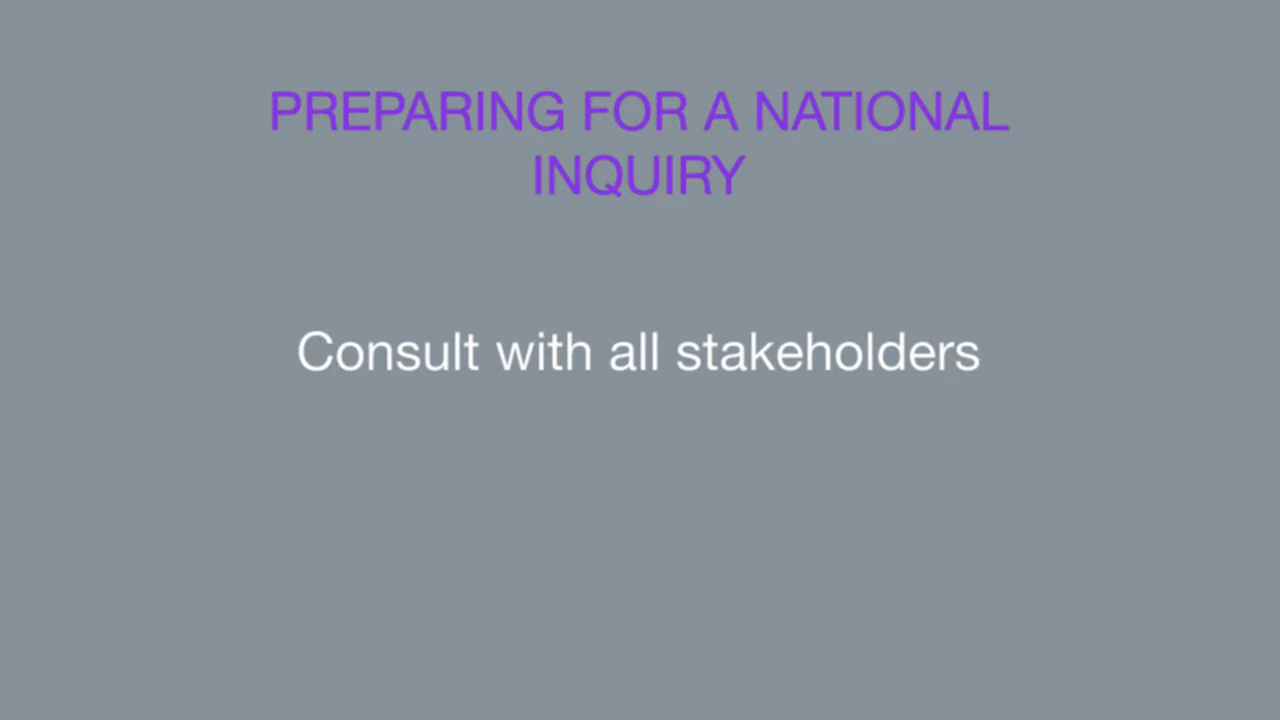 PREPARING FOR A NATIONAL
INQUIRY
Consult with all stakeholders